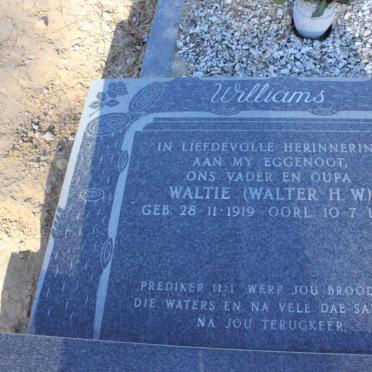 Williams
IN LIEFDEVOLLE HERINNERIN
AAN MY EGGENOOT,
ONS VADER EN OUPA
WALTIE (WALTER H. W)
GEB. 28·11·1919 OORL. 10·7·1
PREDIKER 11:1 WERP JOU BROOD
DIE WATERS EN NA VELE DAE SA
NA JOU TERUGKEER.